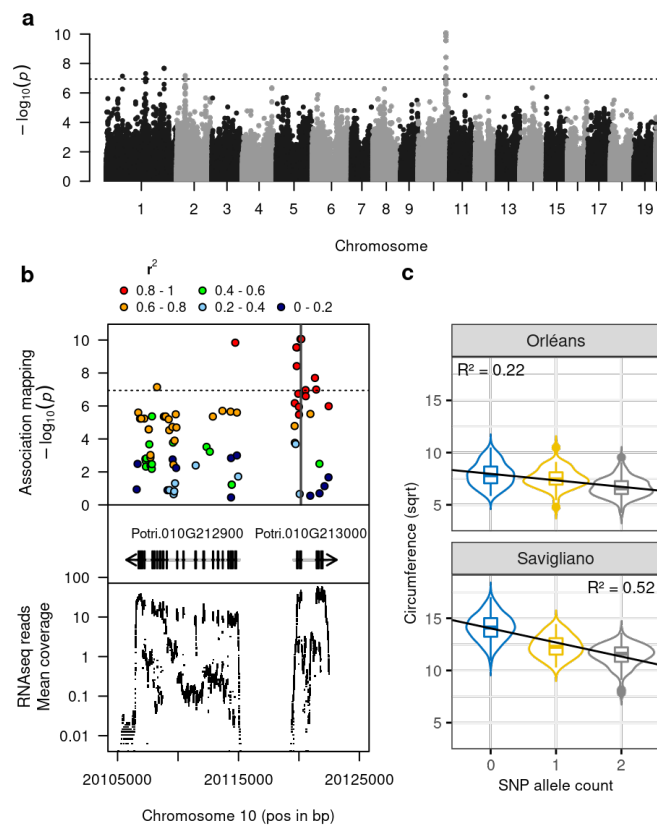 a
10
8
6
4
2
0
− log10(p)
1 2 3 4 5 6 7 8 9 11 13 15 17 19
Chromosome
b
r2
0.8 - 1
0.4 - 0.6
0.6 - 0.8
0.2 - 0.4
0 - 0.2
10
8
6
4
2
0
Association mapping
− log10(p)
Potri.010G212900
Potri.010G213000
100
10
1
0.1
0.01
RNAseq reads
Mean coverage
20105000 20115000 20125000
Chromosome 10 (pos in bp)
c
Orléans
R² = 0.22
15
10
5
Savigliano
R² = 0.52
15
10
5
Circumference (sqrt)
0 1 2
SNP allele count